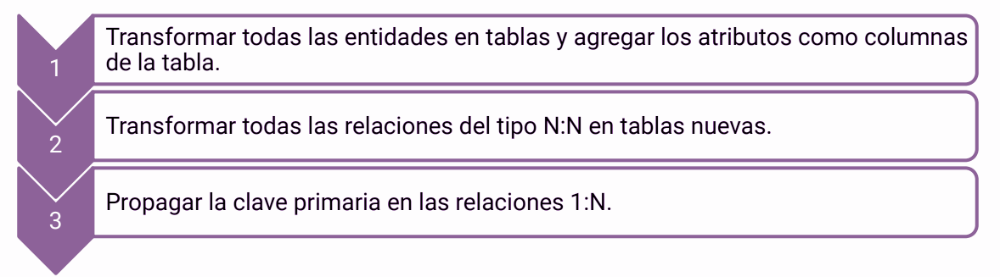 1
Transformar todas las entidades en tablas y agregar los atributos como columnas
de la tabla.
2
Transformar todas las relaciones del tipo N:N en tablas nuevas.
3
Propagar la clave primaria en las relaciones 1:N.